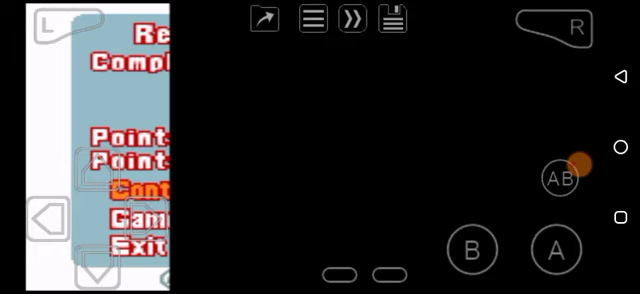 L
R
Re
Compl
Point
Point
Cont
Gam
Exit
AB
B
A